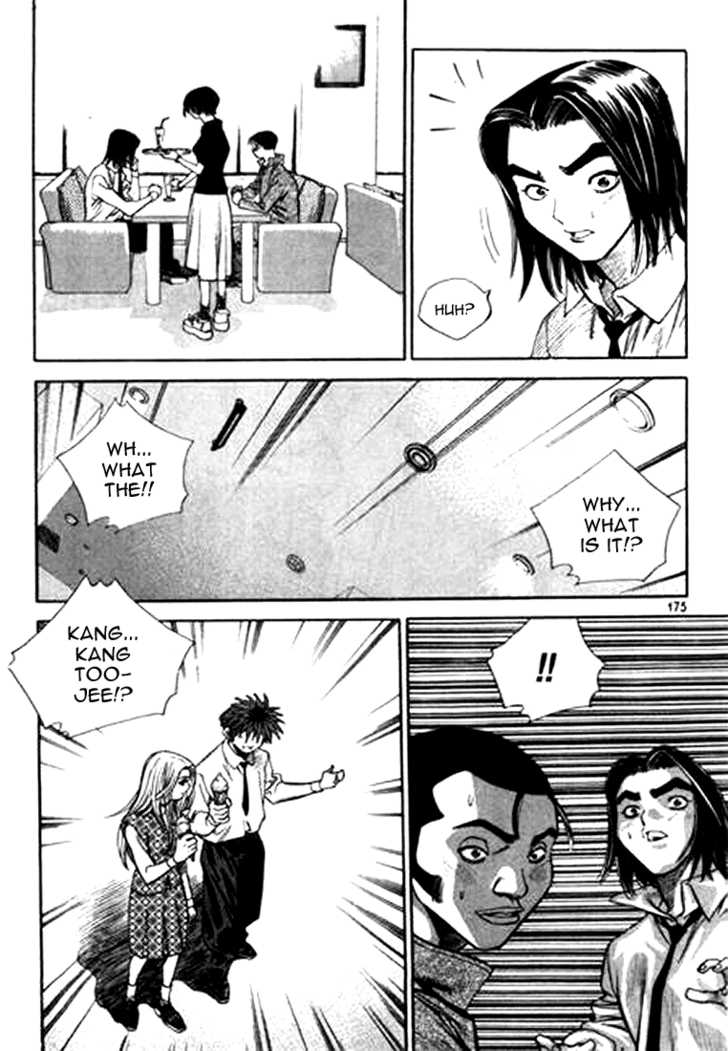 HUH?
WH...
WHAT
THE!!
WHY...
WHAT
IS IT!?
175
KANG...
KANG
TOO-
JEE!?
!!